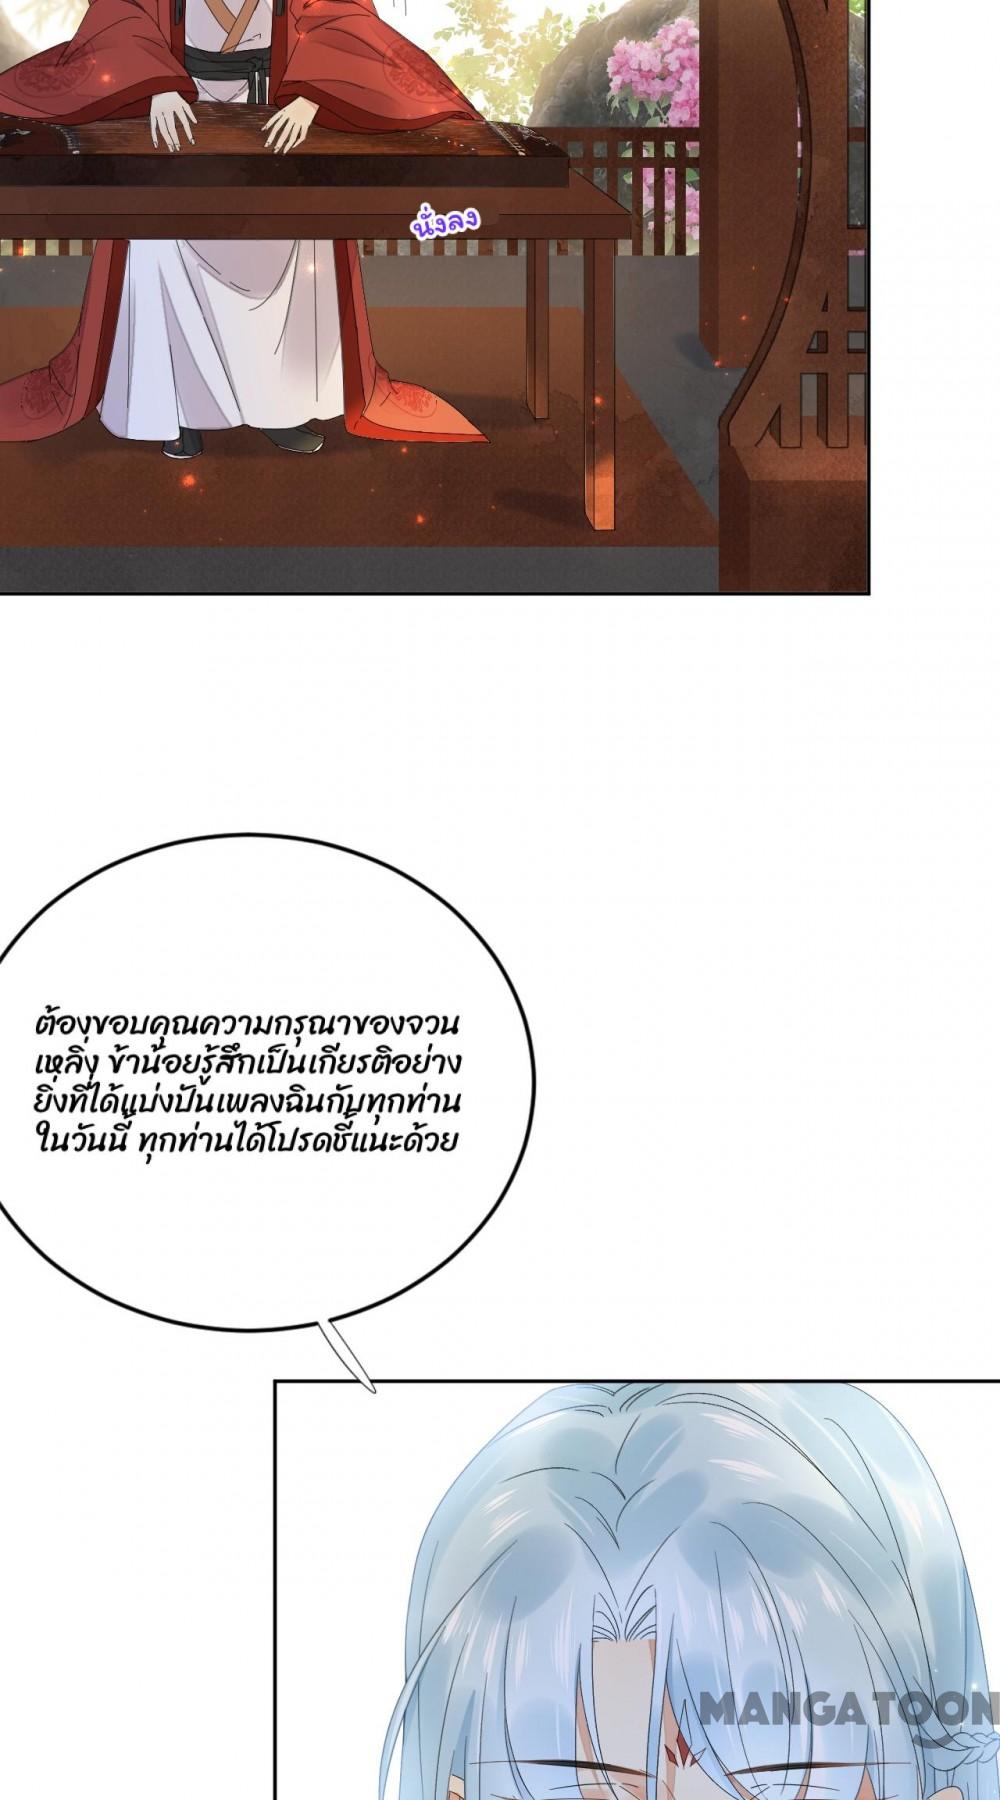 นั่งลง
ต้องขอบคุณความกรุณาของจวน
เหลิ่ง ข้าน้อยรู้สึกเป็นเกียรติอย่าง
ยิ่งที่ได้แบ่งปันเพลงฉินกับทุกท่าน
ในวันนี้ ทุกท่านได้โปรดชี้แนะด้วย
MANGATOON